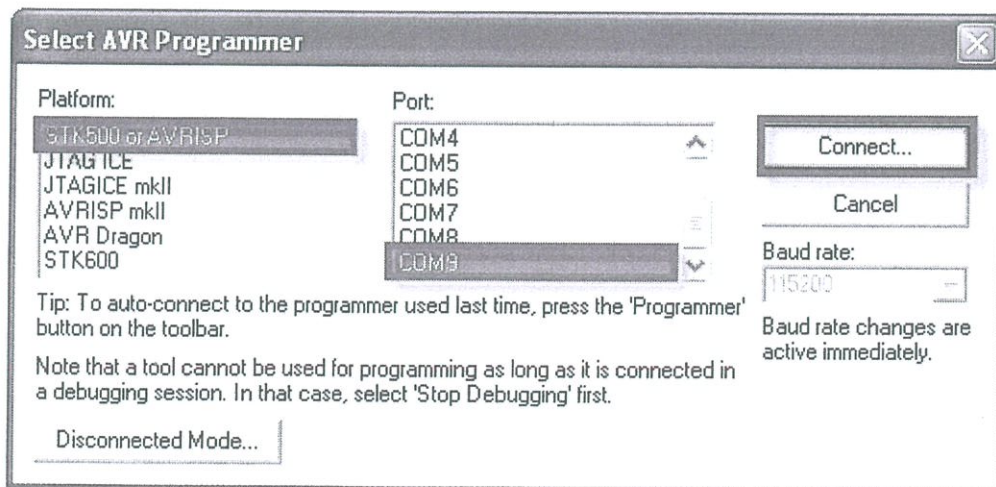 Select AVR Programmer
Platform:
STK500 or AVRISP
JTAG ICE
JTAGICE mkII
AVRISP mkII
AVR Dragon
STK600
Port:
COM4
COM5
COM6
COM7
COM8
COM9
Connect...
Cancel
Baud rate:
115200
Baud rate changes are
active immediately.
Tip: To auto-connect to the programmer used last time, press the 'Programmer'
button on the toolbar.
Note that a tool cannot be used for programming as long as it is connected in
a debugging session. In that case, select 'Stop Debugging' first.
Disconnected Mode...